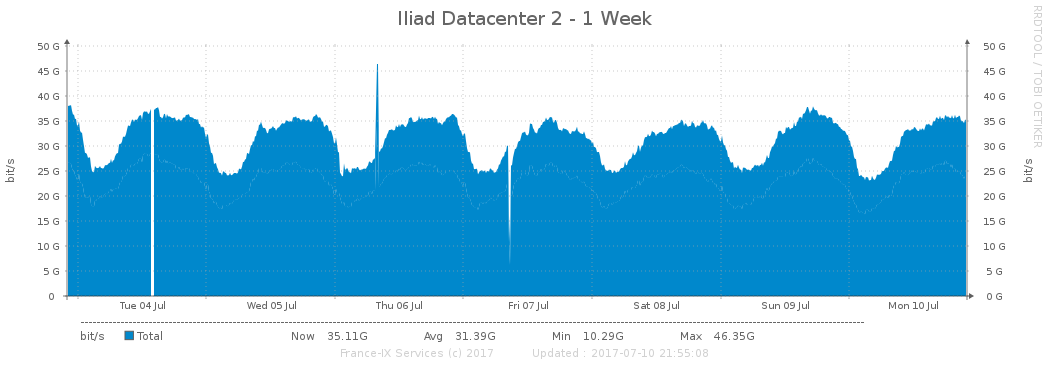 Iliad Datacenter 2 - 1 Week
RRDTOOL / TOBI OETIKER
50 G 50 G
45 G 45 G
40 G 40 G
35 G 35 G
30 G 30 G
25 G 25 G
20 G 20 G
15 G 15 G
10 G 10 G
5 G 5 G
0 0 G
bit/s bit/s
Tue 04 Jul Wed 05 Jul Thu 06 Jul Fri 07 Jul Sat 08 Jul Sun 09 Jul Mon 10 Jul
bit/s Total Now 35.11G Avg 31.39G Min 10.29G Max 46.35G
France-IX Services (c) 2017 Updated : 2017-07-10 21:55:08